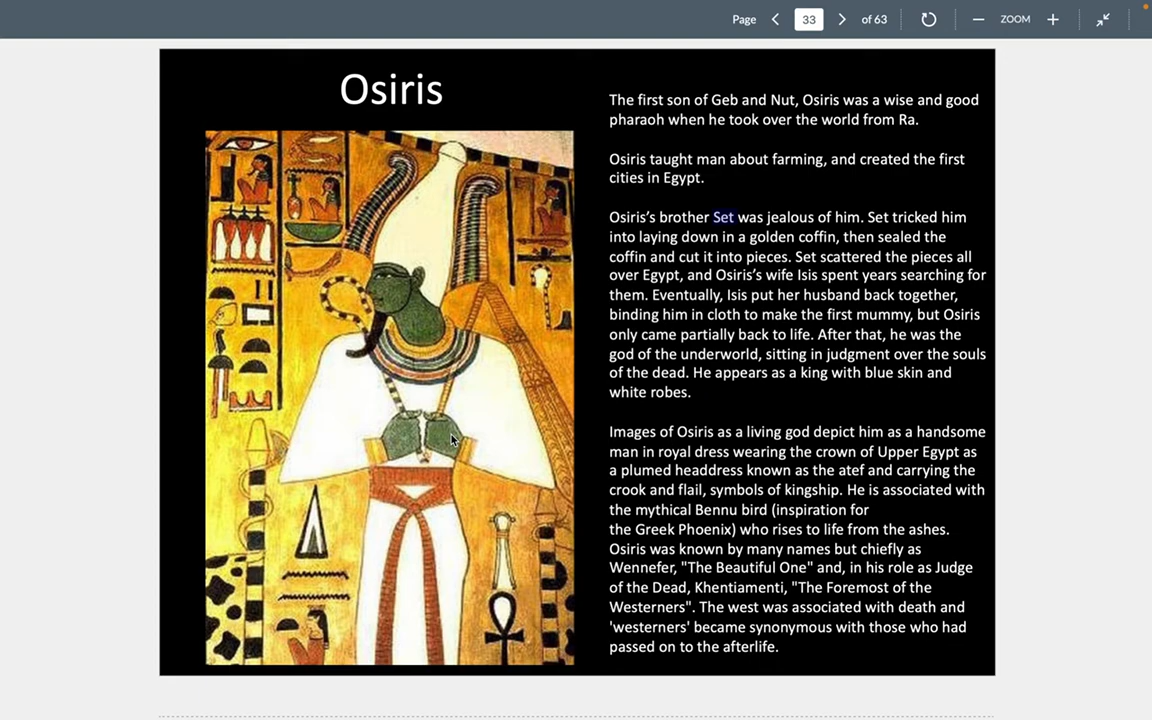 Page 33 of 63 ZOOM
Osiris
The first son of Geb and Nut, Osiris was a wise and good
pharaoh when he took over the world from Ra.
Osiris taught man about farming, and created the first
cities in Egypt.
Osiris’s brother Set was jealous of him. Set tricked him
into laying down in a golden coffin, then sealed the
coffin and cut it into pieces. Set scattered the pieces all
over Egypt, and Osiris’s wife Isis spent years searching for
them. Eventually, Isis put her husband back together,
binding him in cloth to make the first mummy, but Osiris
only came partially back to life. After that, he was the
god of the underworld, sitting in judgment over the souls
of the dead. He appears as a king with blue skin and
white robes.
Images of Osiris as a living god depict him as a handsome
man in royal dress wearing the crown of Upper Egypt as
a plumed headdress known as the atef and carrying the
crook and flail, symbols of kingship. He is associated with
the mythical Bennu bird (inspiration for
the Greek Phoenix) who rises to life from the ashes.
Osiris was known by many names but chiefly as
Wennefer, "The Beautiful One" and, in his role as Judge
of the Dead, Khentiamenti, "The Foremost of the
Westerners". The west was associated with death and
'westerners' became synonymous with those who had
passed on to the afterlife.